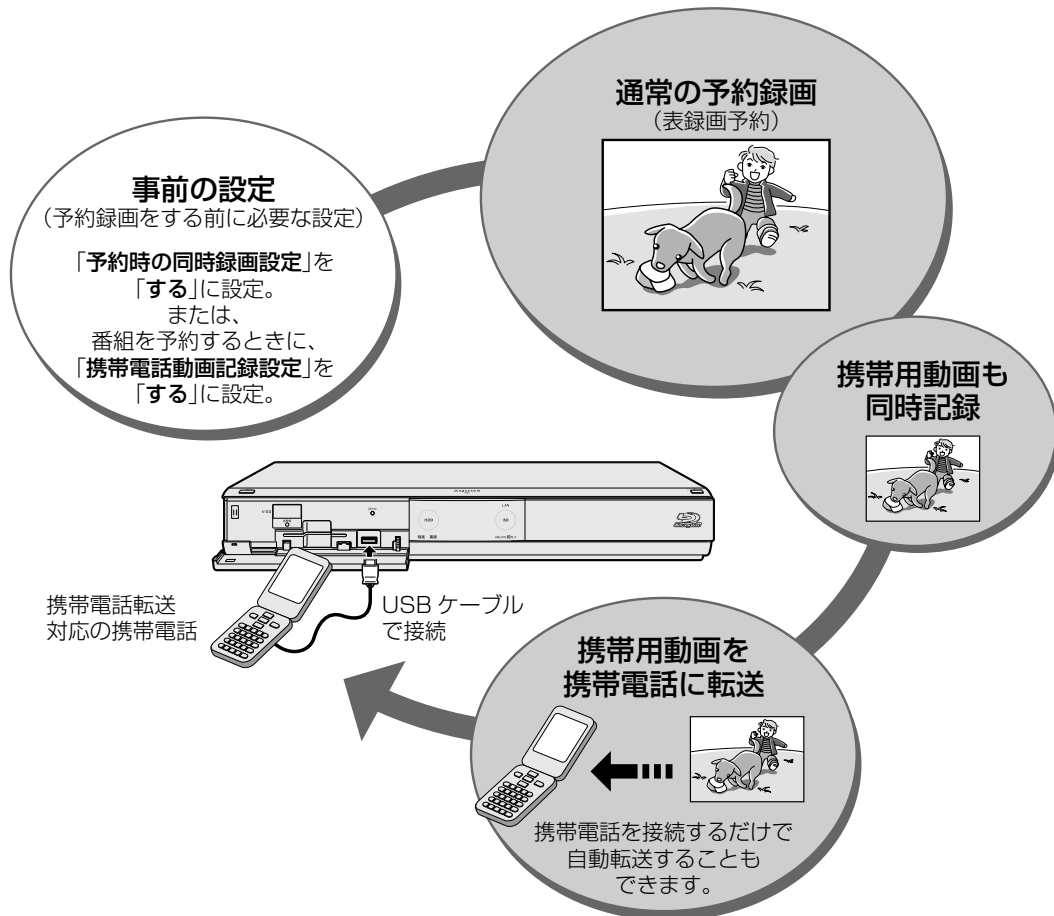 通常の予約録画
（表録画予約）
事前の設定
（予約録画をする前に必要な設定）
「予約時の同時録画設定」を
「する」に設定。
または、
番組を予約するときに、
「携帯電話動画記録設定」を
「する」に設定。
携帯用動画も
同時記録
HDD
LAN
SD
携帯電話転送
対応の携帯電話
USB ケーブル
で接続
携帯用動画を
携帯電話に転送
携帯電話を接続するだけで
自動転送することも
できます。